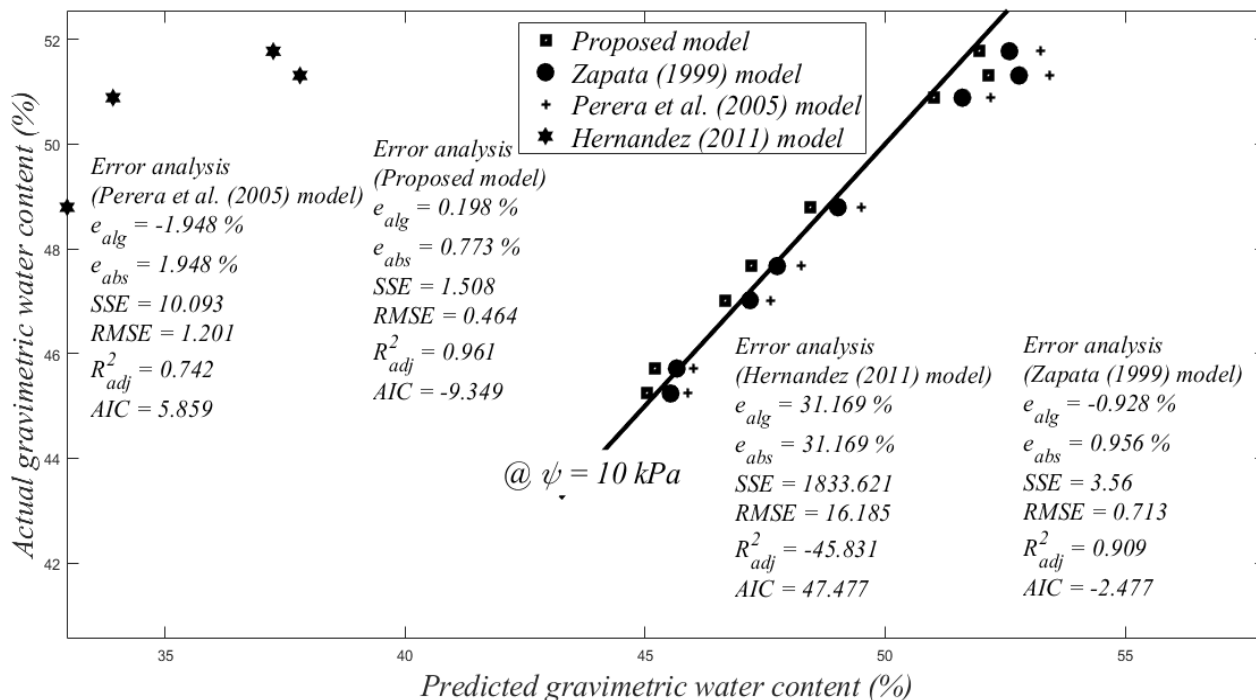 Proposed model
Zapata (1999) model
Perera et al. (2005) model
Hernandez (2011) model
Error analysis
(Perera et al. (2005) model)
e_alg = -1.948 %
e_abs = 1.948 %
SSE = 10.093
RMSE = 1.201
R²_adj = 0.742
AIC = 5.859
Error analysis
(Proposed model)
e_alg = 0.198 %
e_abs = 0.773 %
SSE = 1.508
RMSE = 0.464
R²_adj = 0.961
AIC = -9.349
Error analysis
(Hernandez (2011) model)
e_alg = 31.169 %
e_abs = 31.169 %
SSE = 1833.621
RMSE = 16.185
R²_adj = -45.831
AIC = 47.477
Error analysis
(Zapata (1999) model)
e_alg = -0.928 %
e_abs = 0.956 %
SSE = 3.56
RMSE = 0.713
R²_adj = 0.909
AIC = -2.477
@ ψ = 10 kPa
Actual gravimetric water content (%)
52
50
48
46
44
42
35
40
45
50
55
Predicted gravimetric water content (%)